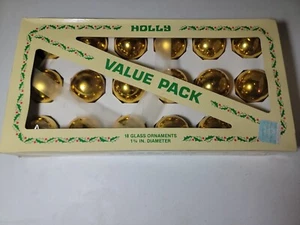 HOLLY
VALUE PACK
18 GLASS ORNAMENTS
1¾ IN. DIAMETER